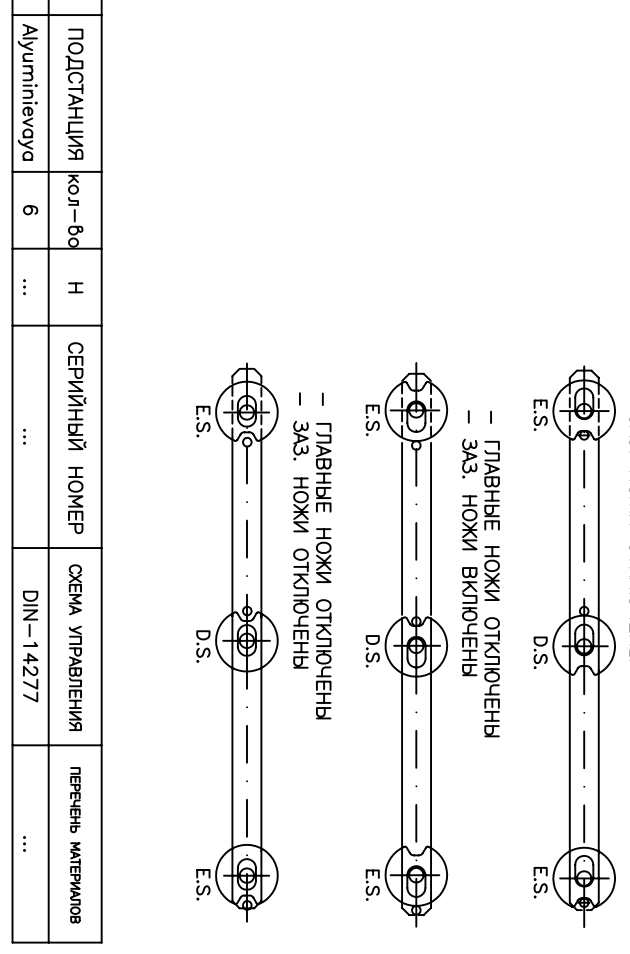 E.S. D.S. E.S.
- ГЛАВНЫЕ НОЖИ ОТКЛЮЧЕНЫ
- ЗАЗ. НОЖИ ВКЛЮЧЕНЫ
E.S. D.S. E.S.
- ГЛАВНЫЕ НОЖИ ОТКЛЮЧЕНЫ
- ЗАЗ. НОЖИ ОТКЛЮЧЕНЫ
E.S. D.S. E.S.
ПОДСТАНЦИЯ кол-во H СЕРИЙНЫЙ НОМЕР СХЕМА УПРАВЛЕНИЯ ПЕРЕЧЕНЬ МАТЕРИАЛОВ
Alyuminievaya 6 ... ... DIN-14277 ...